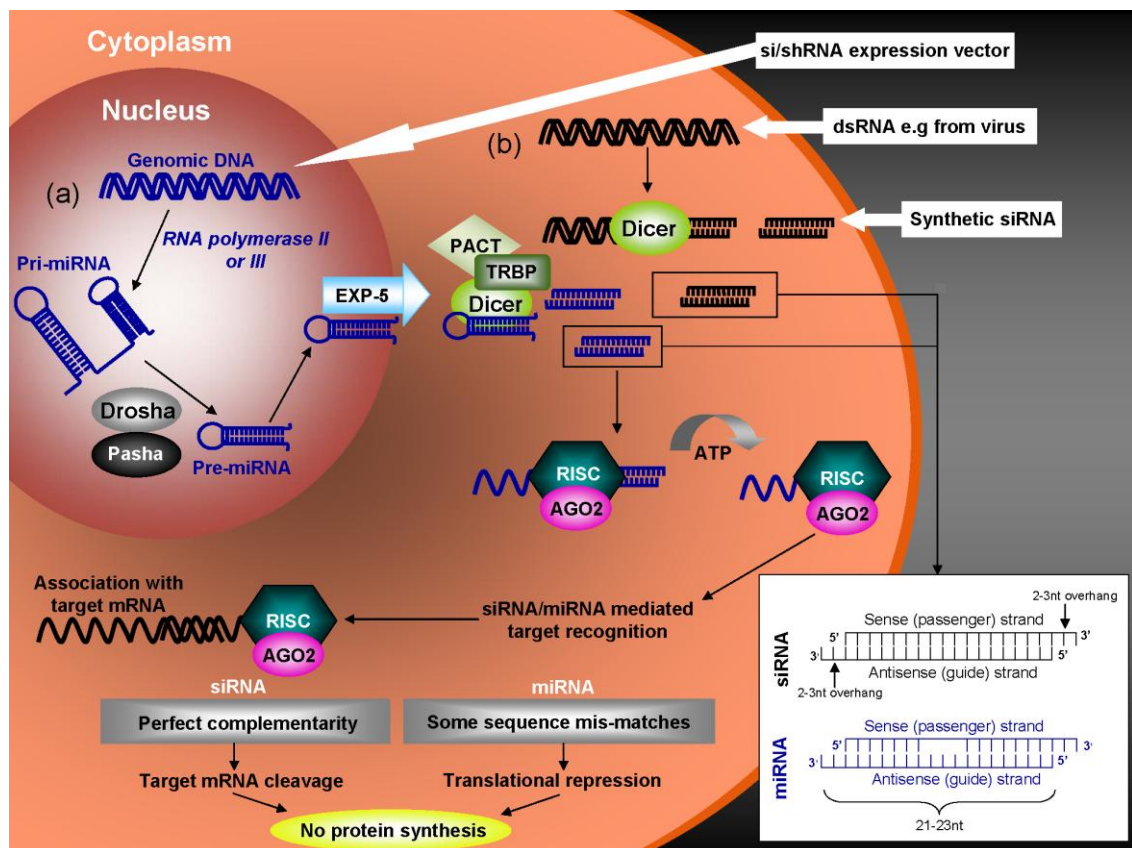 Cytoplasm
si/shRNA expression vector
Nucleus
dsRNA e.g from virus
(b)
Genomic DNA
(a)
RNA polymerase II
or III
Pri-miRNA
Dicer
Synthetic siRNA
PACT
TRBP
EXP-5
Dicer
Drosha
Pasha
Pre-miRNA
ATP
RISC
AGO2
RISC
AGO2
Association with
target mRNA
RISC
AGO2
siRNA/miRNA mediated
target recognition
siRNA
miRNA
Perfect complementarity
Some sequence mis-matches
Target mRNA cleavage
Translational repression
No protein synthesis
2-3nt overhang
siRNA
5' Sense (passenger) strand 3'
3' Antisense (guide) strand 5'
2-3nt overhang
miRNA
Sense (passenger) strand
5' 3'
3' 5'
Antisense (guide) strand
21-23nt